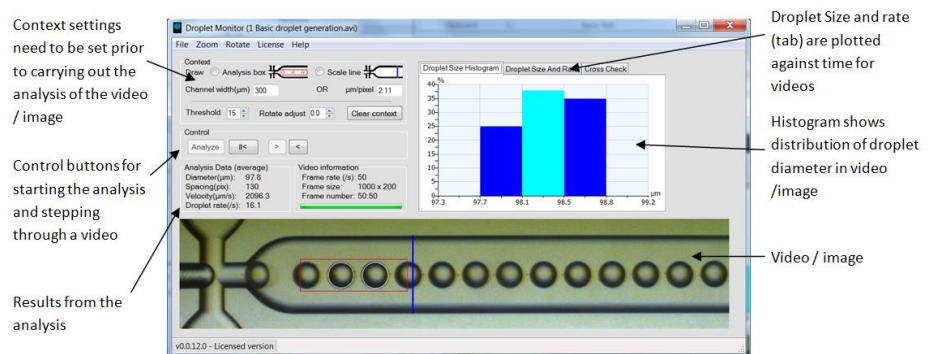 Context settings
need to be set prior
to carrying out the
analysis of the video
/ image
Control buttons for
starting the analysis
and stepping
through a video
Results from the
analysis
Droplet Monitor (1 Basic droplet generation.avi)
File Zoom Rotate License Help
Context
Draw Analysis box Scale line
Channel width(µm) 300 OR µm/pixel 2.11
Threshold 15 Rotate adjust 0.0 Clear context
Control
Analyze ||< > <
Analysis Data (average)
Diameter(µm): 97.8
Spacing(pix): 130
Velocity(µm/s): 2096.3
Droplet rate(/s): 16.1
Video information
Frame rate (/s): 50
Frame size: 1000 x 200
Frame number: 50:50
Droplet Size Histogram Droplet Size And Rate Cross Check
%
40
35
30
25
20
15
10
5
0
97.3 97.7 98.1 98.5 98.8 99.2
µm
v0.0.12.0 - Licensed version
Droplet Size and rate
(tab) are plotted
against time for
videos
Histogram shows
distribution of droplet
diameter in video
/image
Video / image